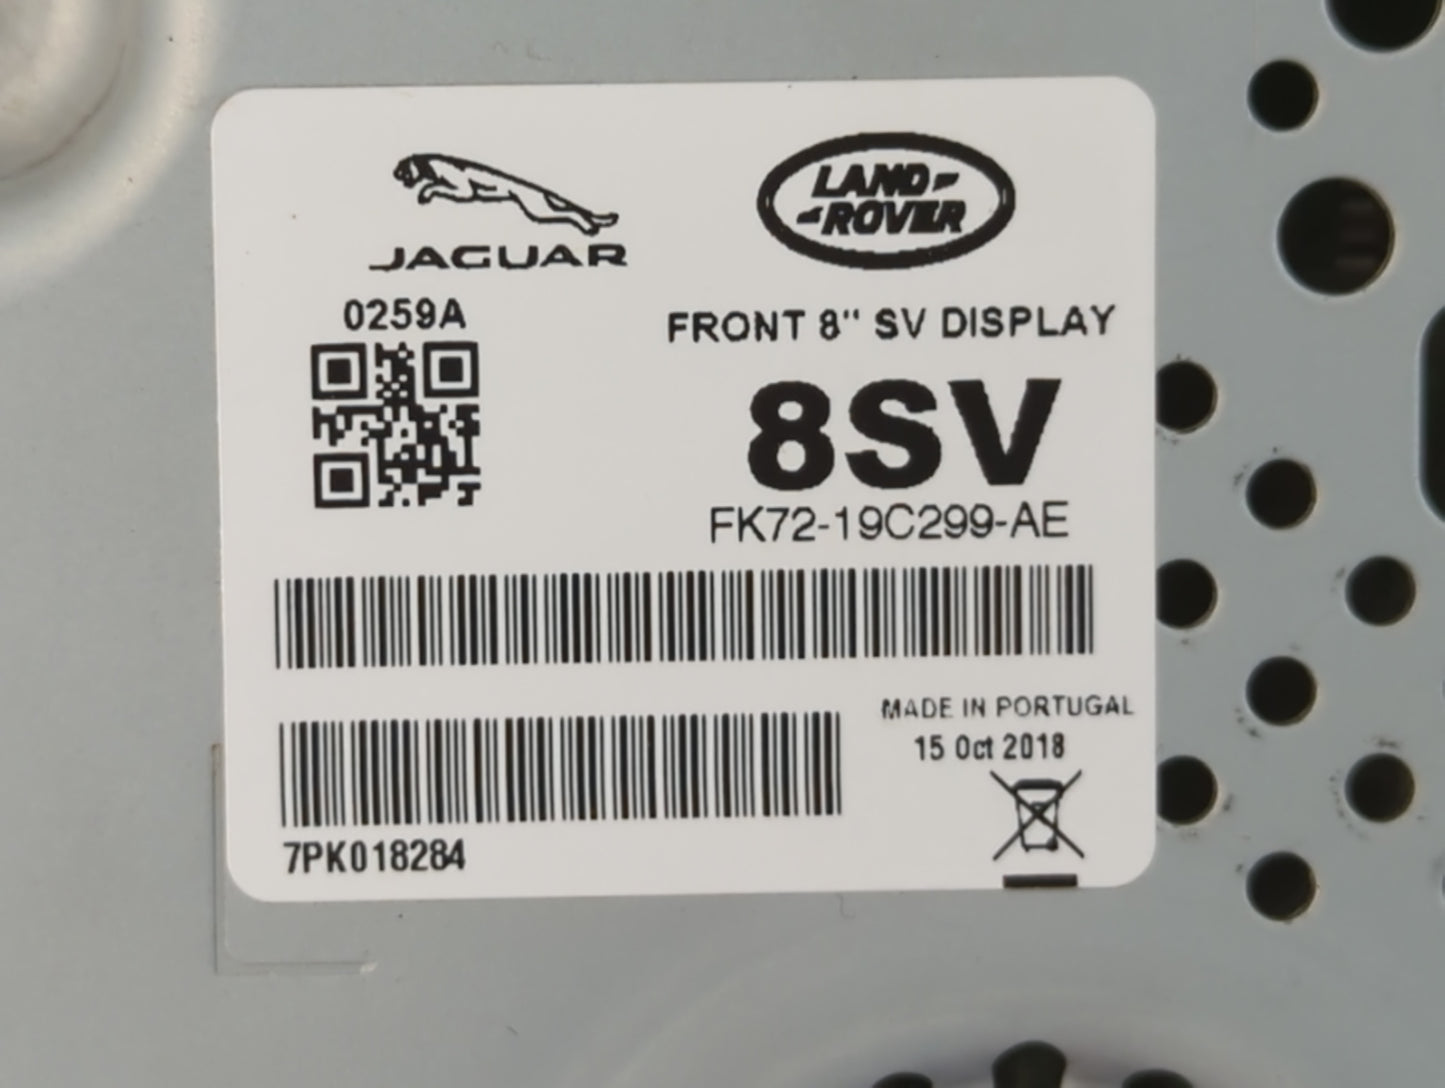 JAGUAR
LAND
ROVER
0259A
FRONT 8" SV DISPLAY
8SV
FK72-19C299-AE
MADE IN PORTUGAL
15 Oct 2018
7PK018284